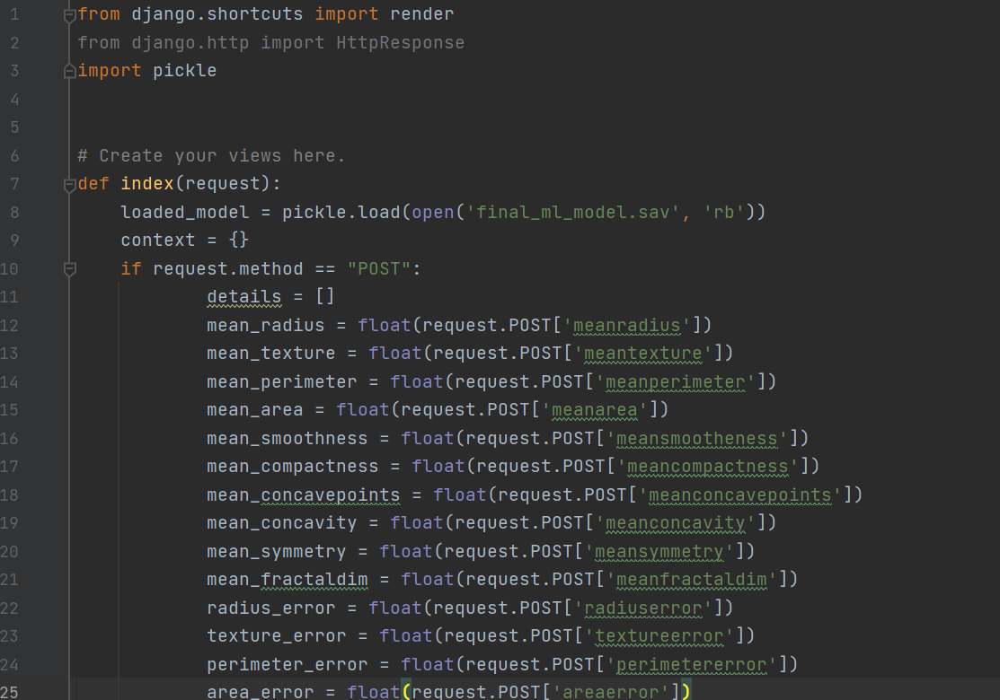 1 from django.shortcuts import render
2 from django.http import HttpResponse
3 import pickle
4
5
6 # Create your views here.
7 def index(request):
8 loaded_model = pickle.load(open('final_ml_model.sav', 'rb'))
9 context = {}
10 if request.method == "POST":
11 details = []
12 mean_radius = float(request.POST['meanradius'])
13 mean_texture = float(request.POST['meantexture'])
14 mean_perimeter = float(request.POST['meanperimeter'])
15 mean_area = float(request.POST['meanarea'])
16 mean_smoothness = float(request.POST['meansmootheness'])
17 mean_compactness = float(request.POST['meancompactness'])
18 mean_concavepoints = float(request.POST['meanconcavepoints'])
19 mean_concavity = float(request.POST['meanconcavity'])
20 mean_symmetry = float(request.POST['meansymmetry'])
21 mean_fractaldim = float(request.POST['meanfractaldim'])
22 radius_error = float(request.POST['radiuserror'])
23 texture_error = float(request.POST['textureerror'])
24 perimeter_error = float(request.POST['perimetererror'])
25 area_error = float(request.POST['areaerror'])